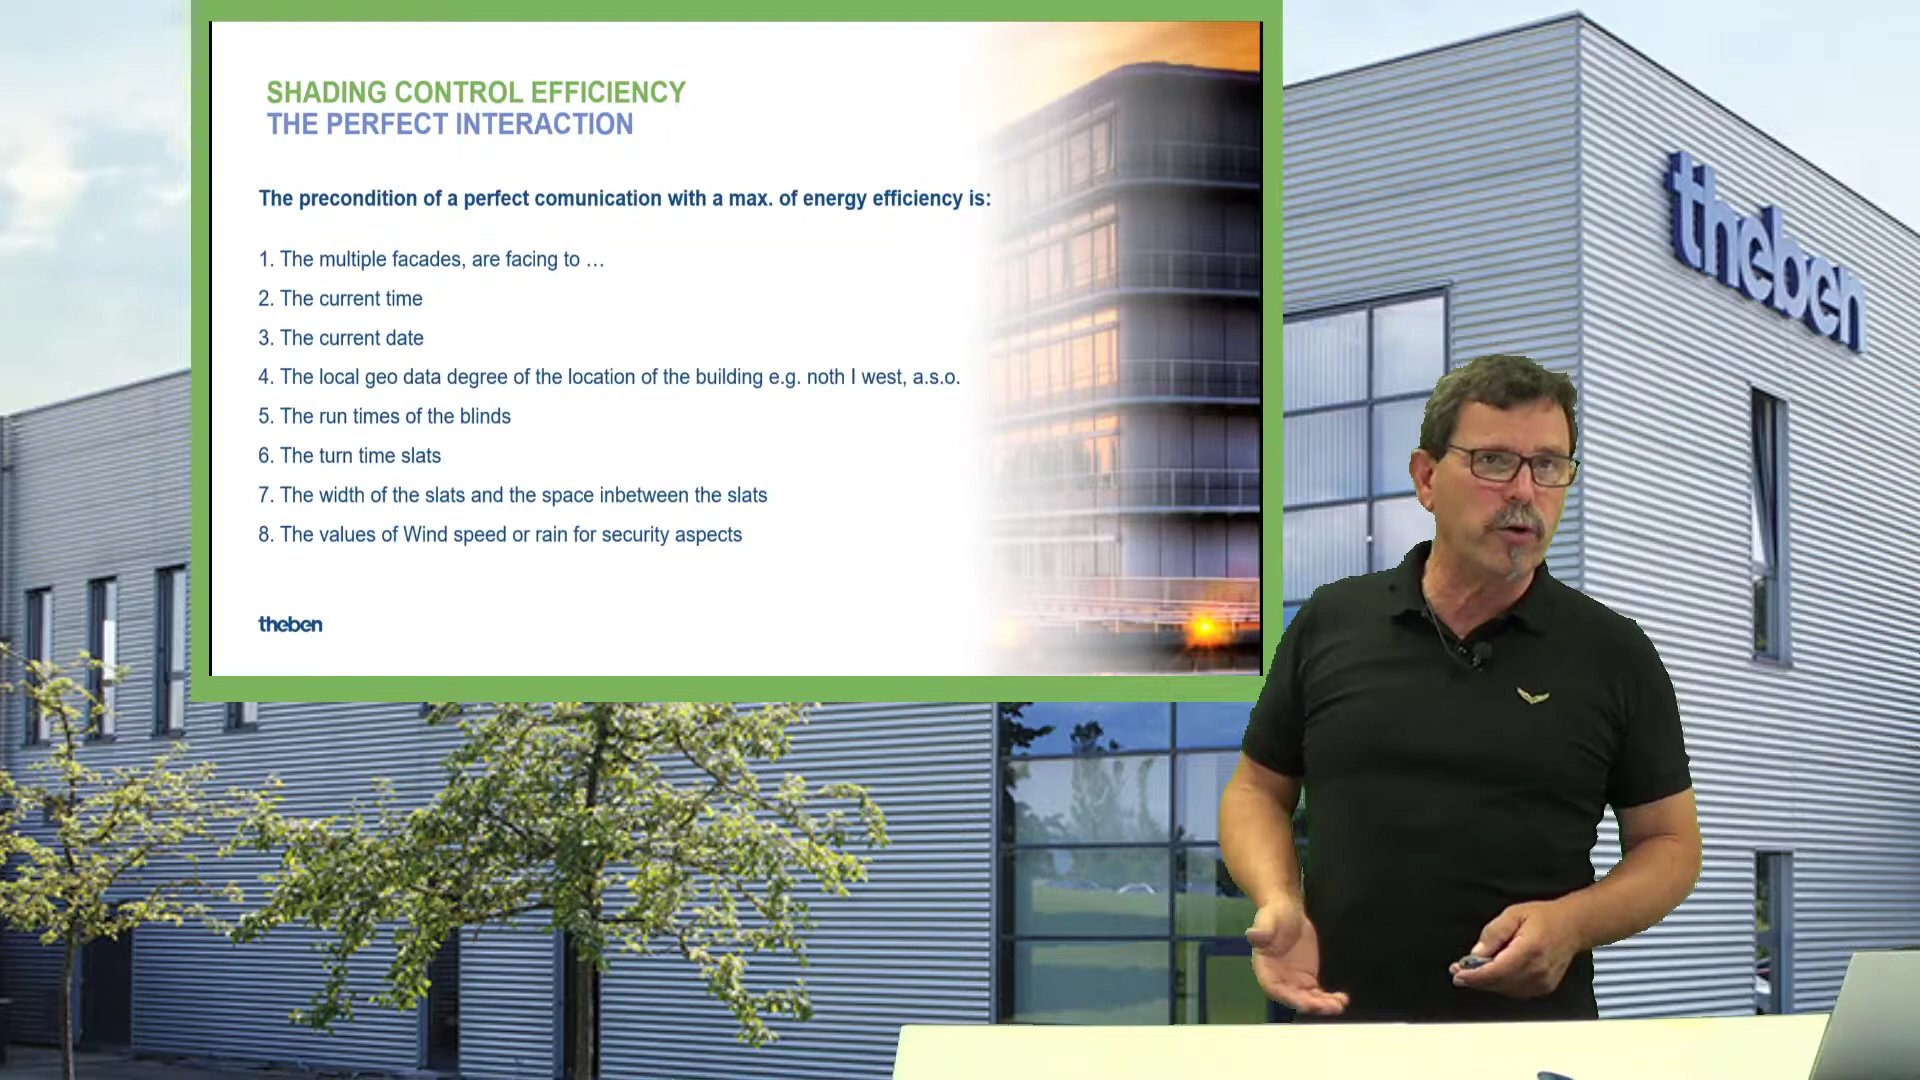 SHADING CONTROL EFFICIENCY
THE PERFECT INTERACTION
The precondition of a perfect comunication with a max. of energy efficiency is:
1. The multiple facades, are facing to …
2. The current time
3. The current date
4. The local geo data degree of the location of the building e.g. noth I west, a.s.o.
5. The run times of the blinds
6. The turn time slats
7. The width of the slats and the space inbetween the slats
8. The values of Wind speed or rain for security aspects
theben
theben